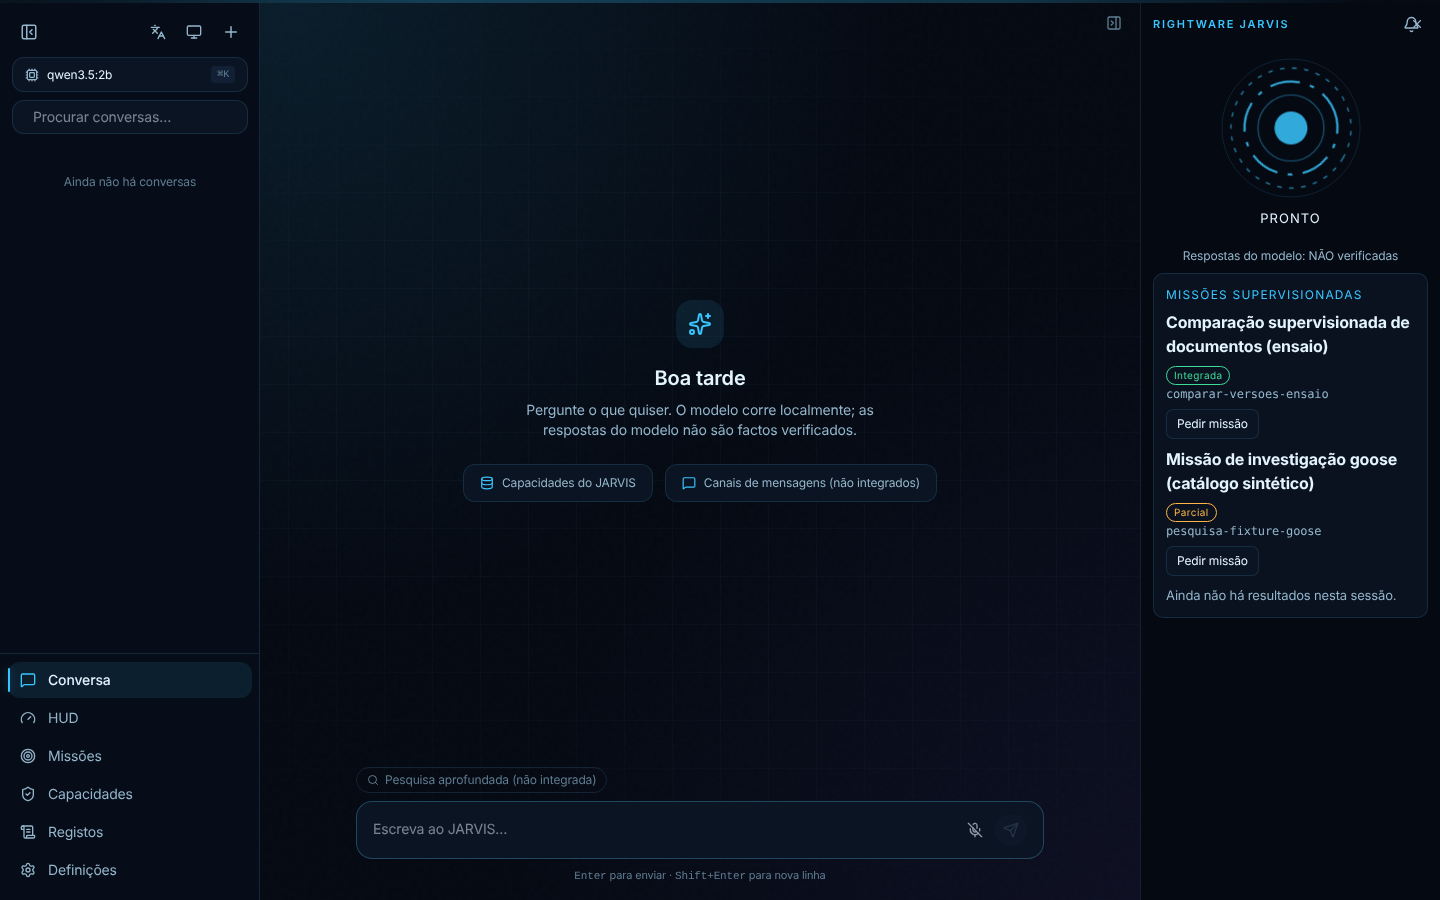 qwen3.5:2b
⌘K
Procurar conversas...
Ainda não há conversas
Conversa
HUD
Missões
Capacidades
Registos
Definições
Boa tarde
Pergunte o que quiser. O modelo corre localmente; as
respostas do modelo não são factos verificados.
Capacidades do JARVIS
Canais de mensagens (não integrados)
Pesquisa aprofundada (não integrada)
Escreva ao JARVIS...
Enter para enviar · Shift+Enter para nova linha
RIGHTWARE JARVIS
PRONTO
Respostas do modelo: NÃO verificadas
MISSÕES SUPERVISIONADAS
Comparação supervisionada de
documentos (ensaio)
Integrada
comparar-versoes-ensaio
Pedir missão
Missão de investigação goose
(catálogo sintético)
Parcial
pesquisa-fixture-goose
Pedir missão
Ainda não há resultados nesta sessão.